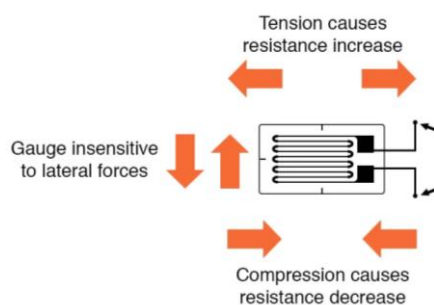 Tension causes
resistance increase
Gauge insensitive
to lateral forces
Compression causes
resistance decrease